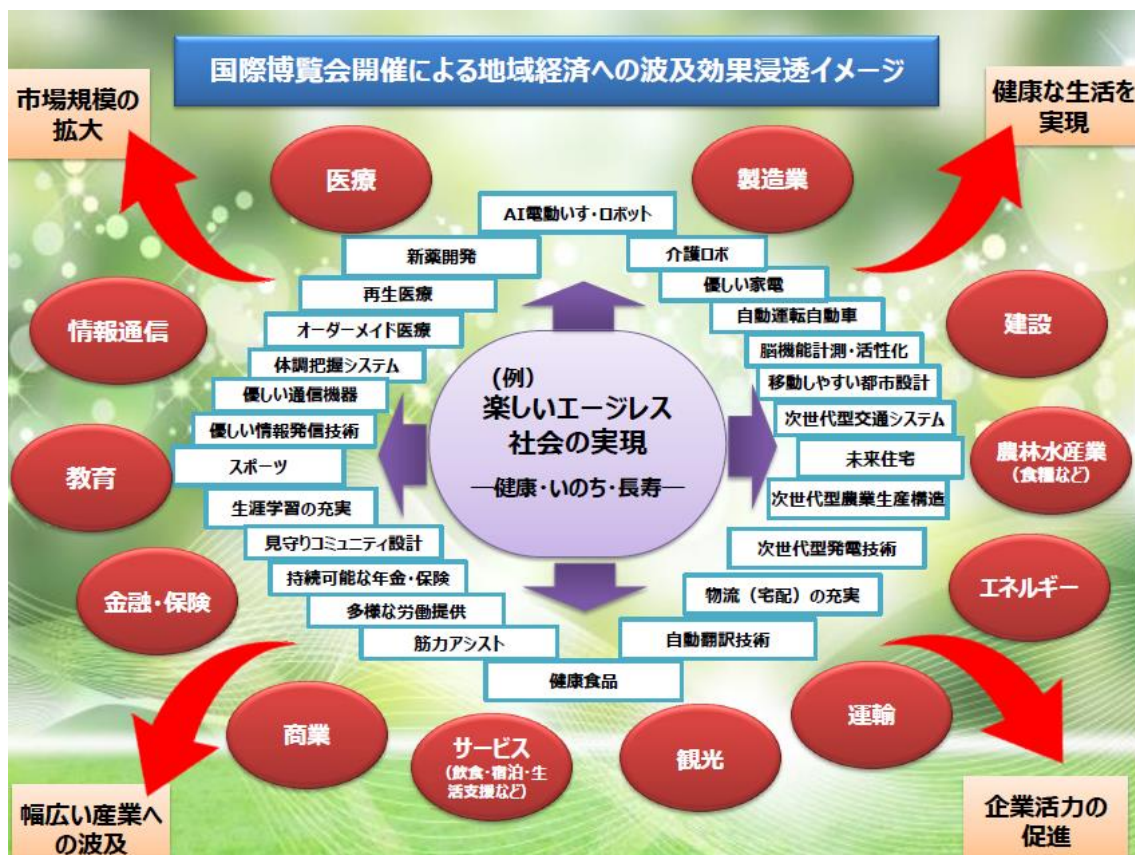 国際博覧会開催による地域経済への波及効果浸透イメージ
市場規模の
拡大
健康な生活を
実現
医療
製造業
AI電動いす・ロボット
新薬開発
介護ロボ
再生医療
優しい家電
オーダーメイド医療
自動運転自動車
情報通信
建設
体調把握システム
脳機能計測・活性化
優しい通信機器
移動しやすい都市設計
(例)
楽しいエージレス
社会の実現
―健康・いのち・長寿―
優しい情報発信技術
次世代型交通システム
スポーツ
未来住宅
教育
農林水産業
(食糧など)
生涯学習の充実
次世代型農業生産構造
見守りコミュニティ設計
次世代型発電技術
持続可能な年金・保険
物流（宅配）の充実
金融・保険
エネルギー
多様な労働提供
筋力アシスト
自動翻訳技術
健康食品
商業
サービス
(飲食・宿泊・生
活支援など)
観光
運輸
幅広い産業へ
の波及
企業活力の
促進